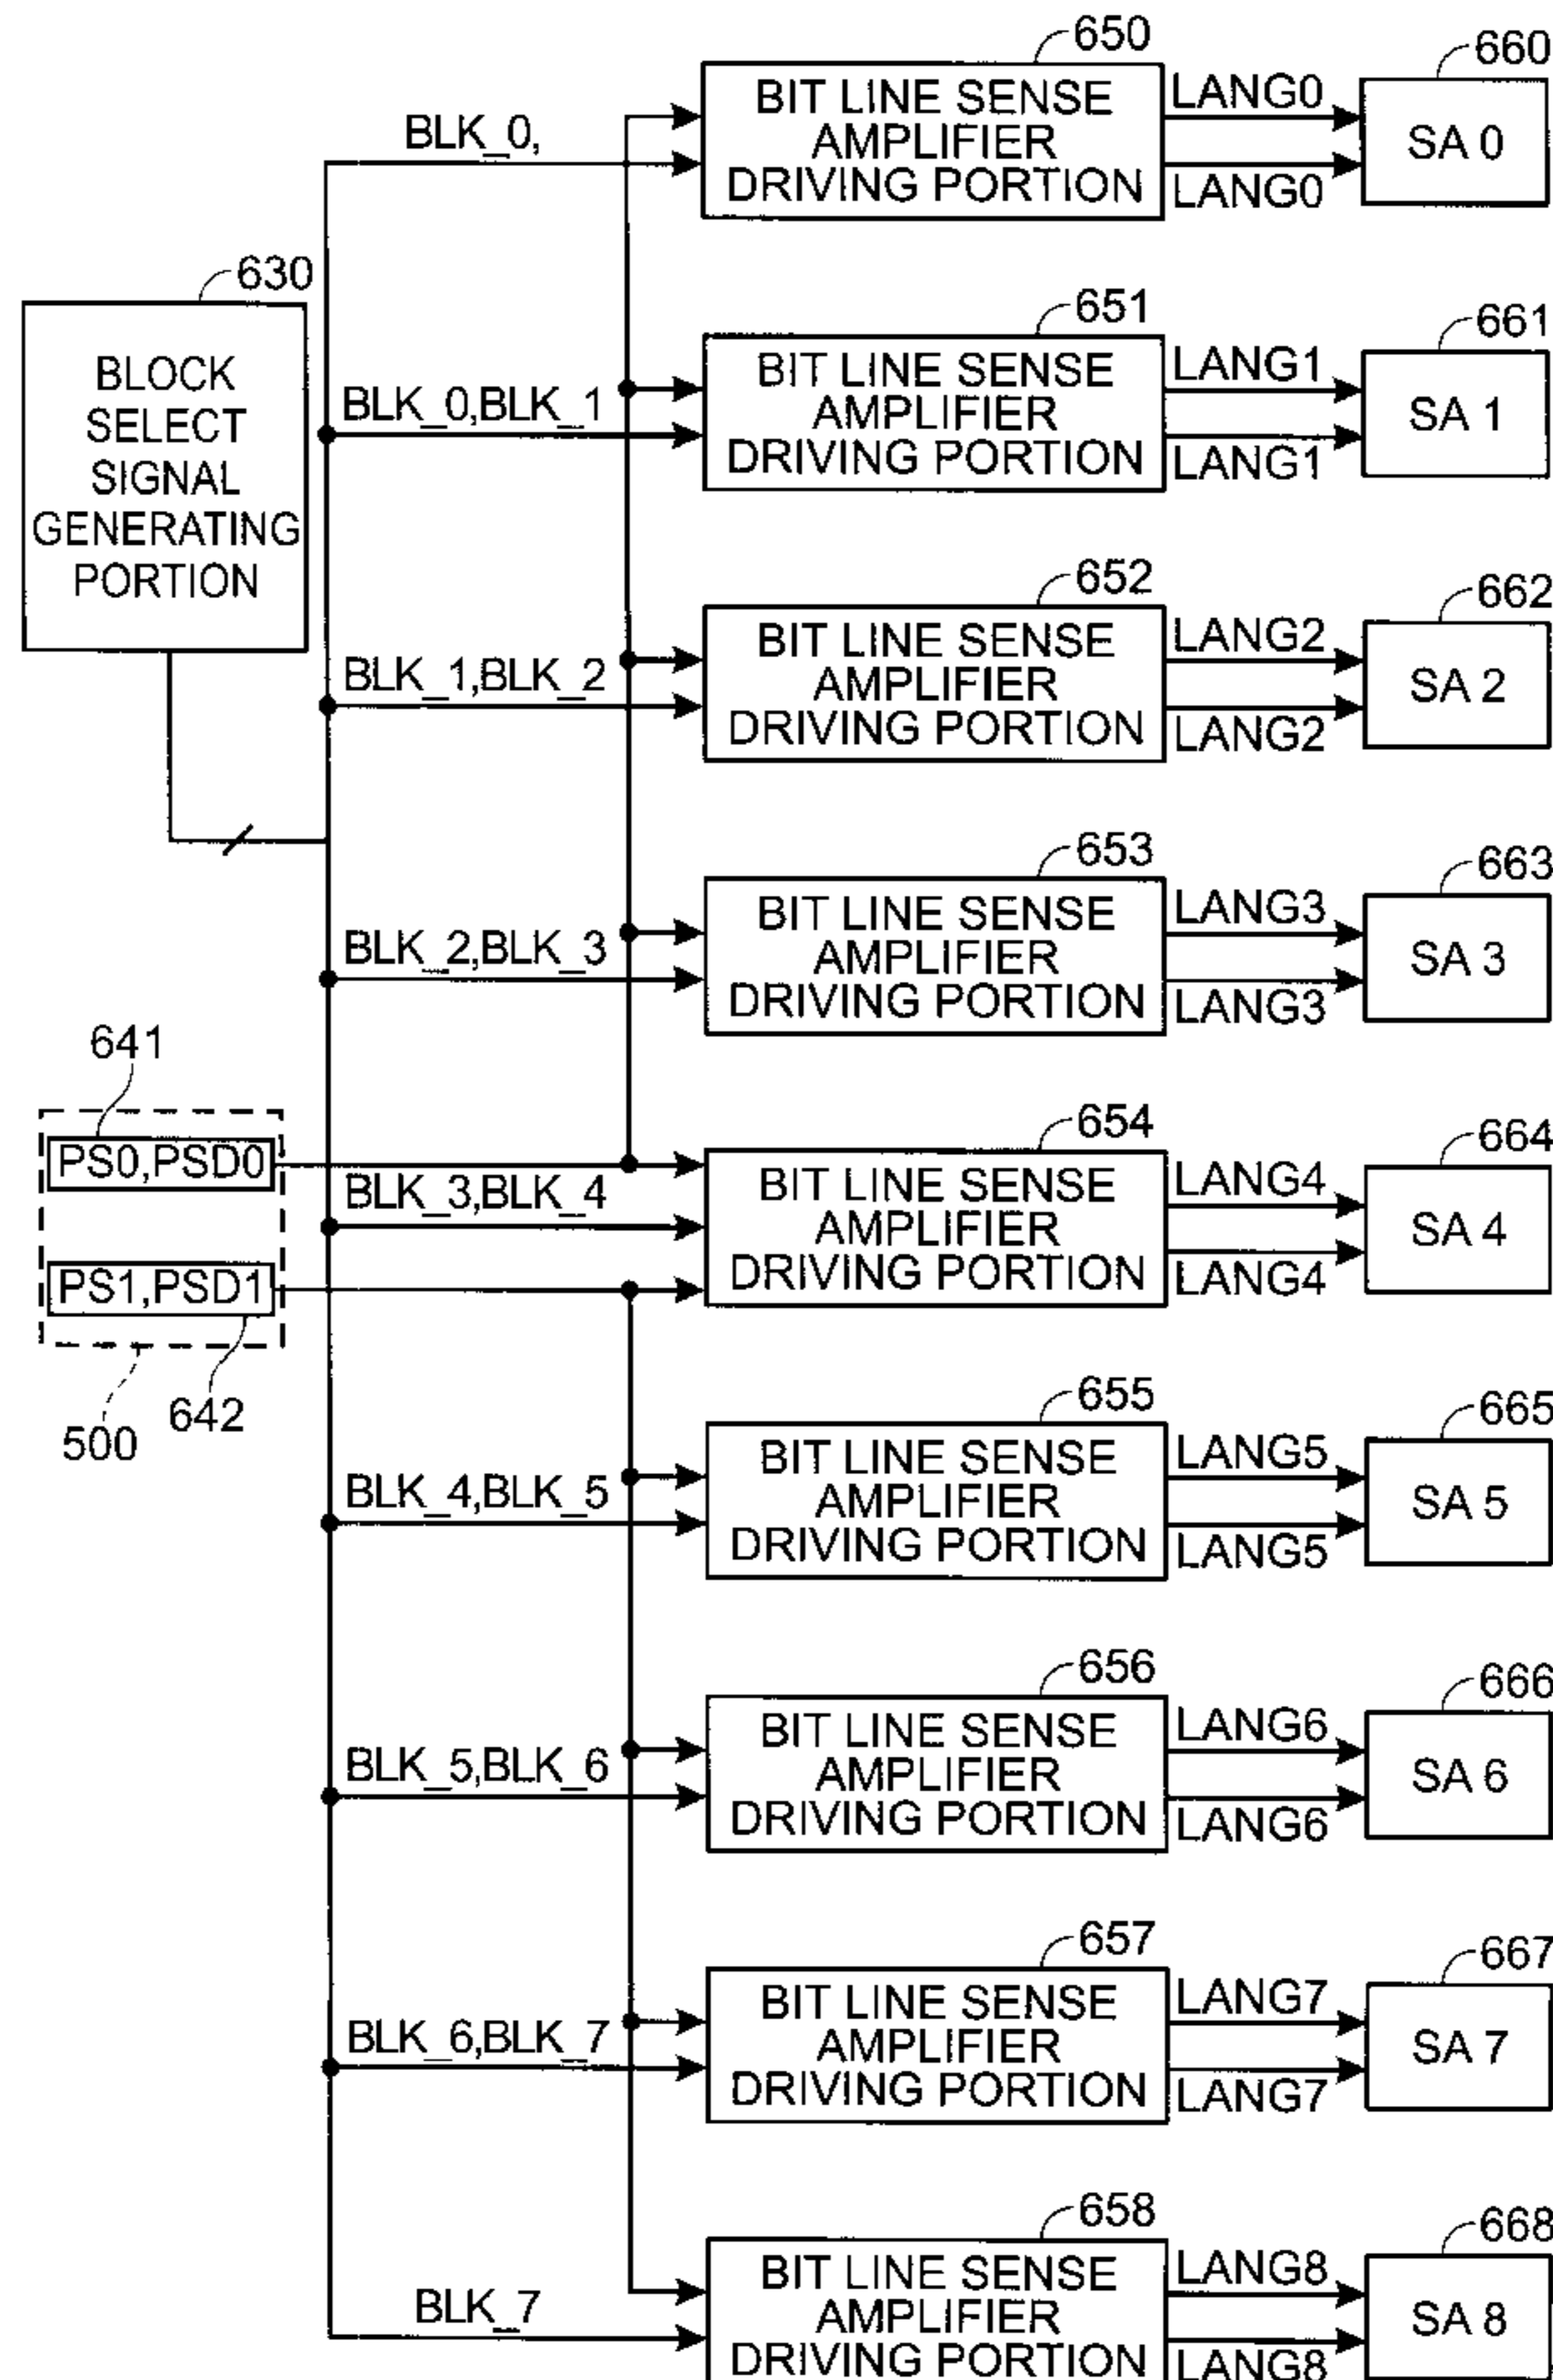 650
660
BLK_0,
BIT LINE SENSE
AMPLIFIER
DRIVING PORTION
LANG0
LANG0
SA 0
630
BLOCK
SELECT
SIGNAL
GENERATING
PORTION
651
661
BLK_0,BLK_1
BIT LINE SENSE
AMPLIFIER
DRIVING PORTION
LANG1
LANG1
SA 1
652
662
BLK_1,BLK_2
BIT LINE SENSE
AMPLIFIER
DRIVING PORTION
LANG2
LANG2
SA 2
653
663
BLK_2,BLK_3
BIT LINE SENSE
AMPLIFIER
DRIVING PORTION
LANG3
LANG3
SA 3
641
PS0,PSD0
PS1,PSD1
500
642
654
664
BLK_3,BLK_4
BIT LINE SENSE
AMPLIFIER
DRIVING PORTION
LANG4
LANG4
SA 4
655
665
BLK_4,BLK_5
BIT LINE SENSE
AMPLIFIER
DRIVING PORTION
LANG5
LANG5
SA 5
656
666
BLK_5,BLK_6
BIT LINE SENSE
AMPLIFIER
DRIVING PORTION
LANG6
LANG6
SA 6
657
667
BLK_6,BLK_7
BIT LINE SENSE
AMPLIFIER
DRIVING PORTION
LANG7
LANG7
SA 7
658
668
BLK_7
BIT LINE SENSE
AMPLIFIER
DRIVING PORTION
LANG8
LANG8
SA 8